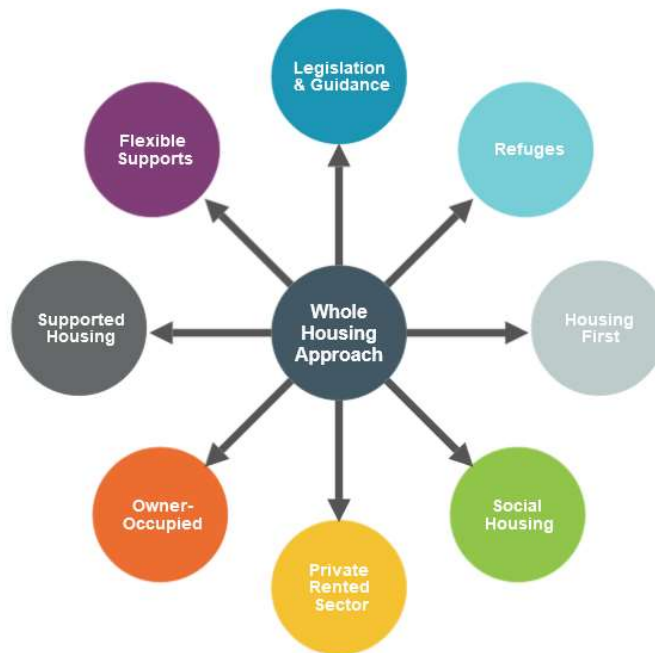 Legislation
& Guidance
Flexible
Supports
Refuges
Whole
Housing
Approach
Supported
Housing
Housing
First
Owner-
Occupied
Social
Housing
Private
Rented
Sector